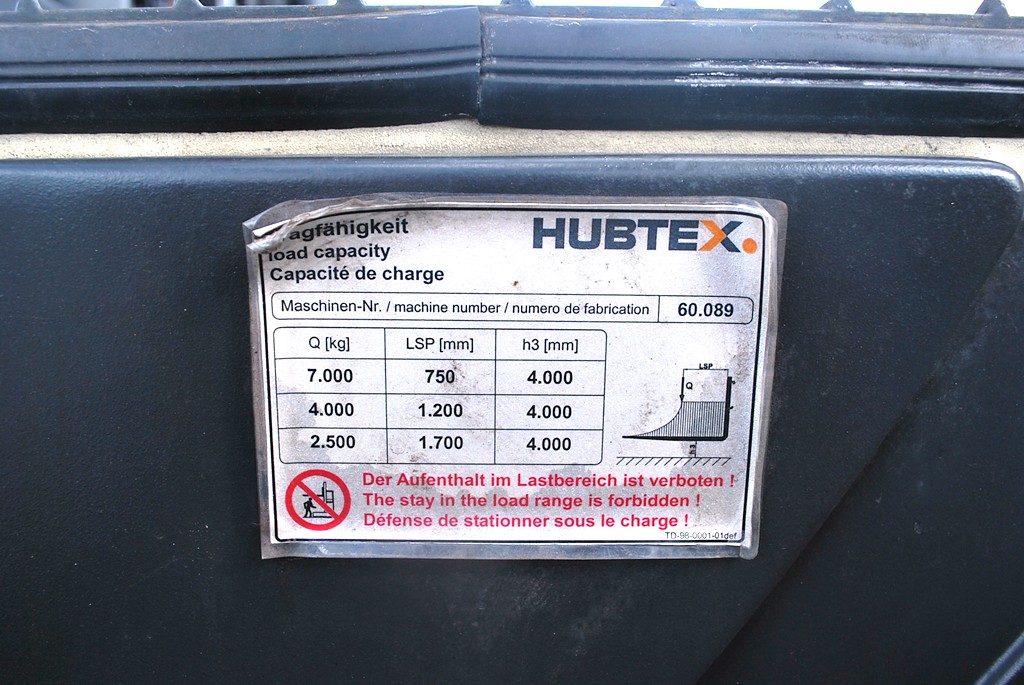 Tragfähigkeit
load capacity
Capacité de charge
HUBTEX.
Maschinen-Nr. / machine number / numero de fabrication 60.089
Q [kg] LSP [mm] h3 [mm]
7.000 750 4.000
4.000 1.200 4.000
2.500 1.700 4.000
LSP
Q
h3
Der Aufenthalt im Lastbereich ist verboten !
The stay in the load range is forbidden !
Défense de stationner sous le charge !
TD-98-0001-01def